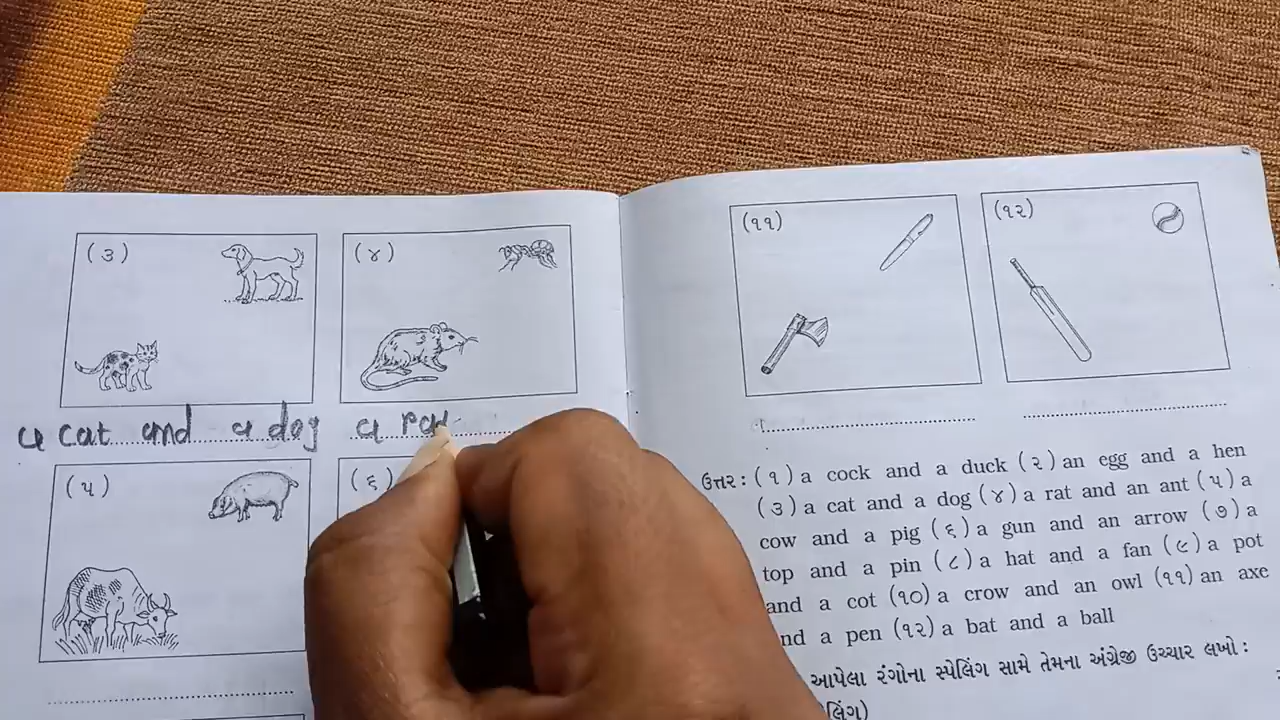 (૩)
(૪)
a cat and a dog
a rat
(૫)
(૬)
(૧૧)
(૧૨)
ઉત્તર : (૧) a cock and a duck (૨) an egg and a hen
(૩) a cat and a dog (૪) a rat and an ant (૫) a
cow and a pig (૬) a gun and an arrow (૭) a
top and a pin (૮) a hat and a fan (૯) a pot
and a cot (૧૦) a crow and an owl (૧૧) an axe
and a pen (૧૨) a bat and a ball
આપેલા રંગોના સ્પેલિંગ સામે તેમના અંગ્રેજી ઉચ્ચાર લખો :